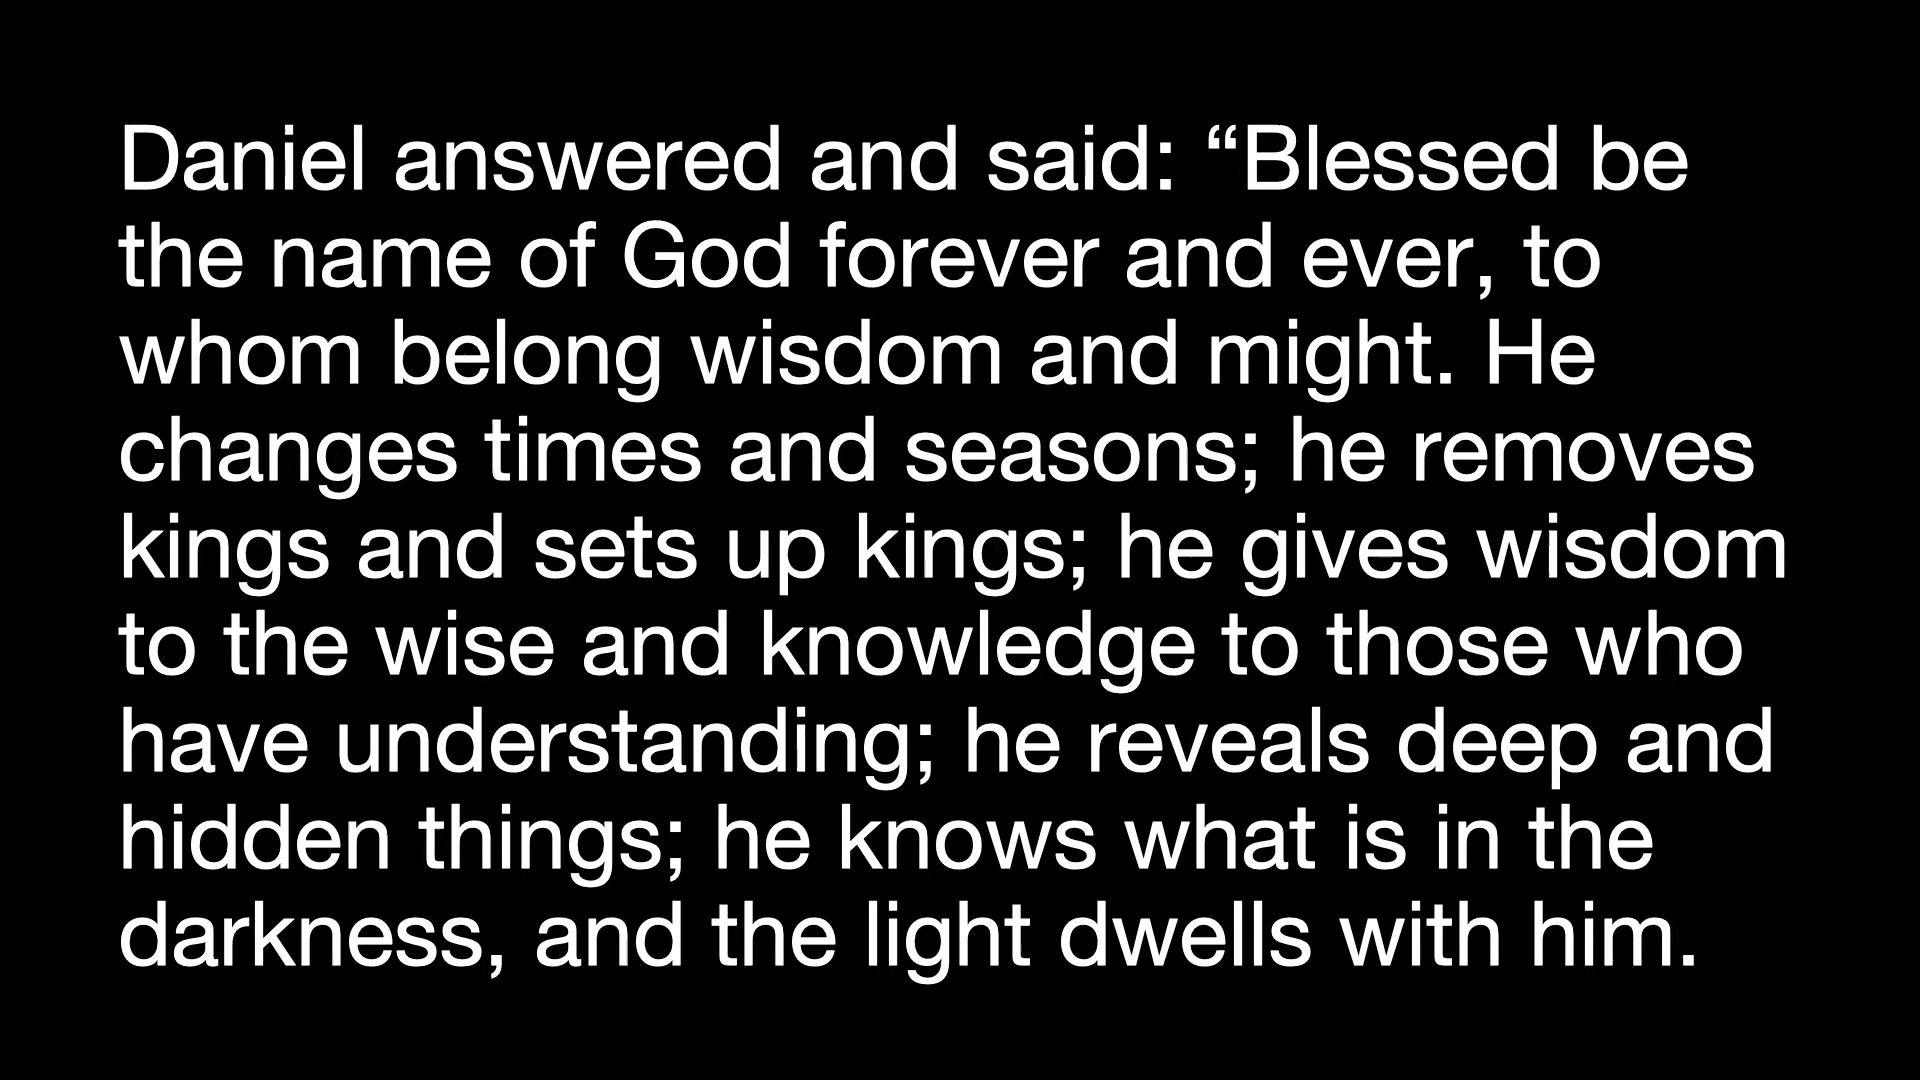 Daniel answered and said: “Blessed be
the name of God forever and ever, to
whom belong wisdom and might. He
changes times and seasons; he removes
kings and sets up kings; he gives wisdom
to the wise and knowledge to those who
have understanding; he reveals deep and
hidden things; he knows what is in the
darkness, and the light dwells with him.